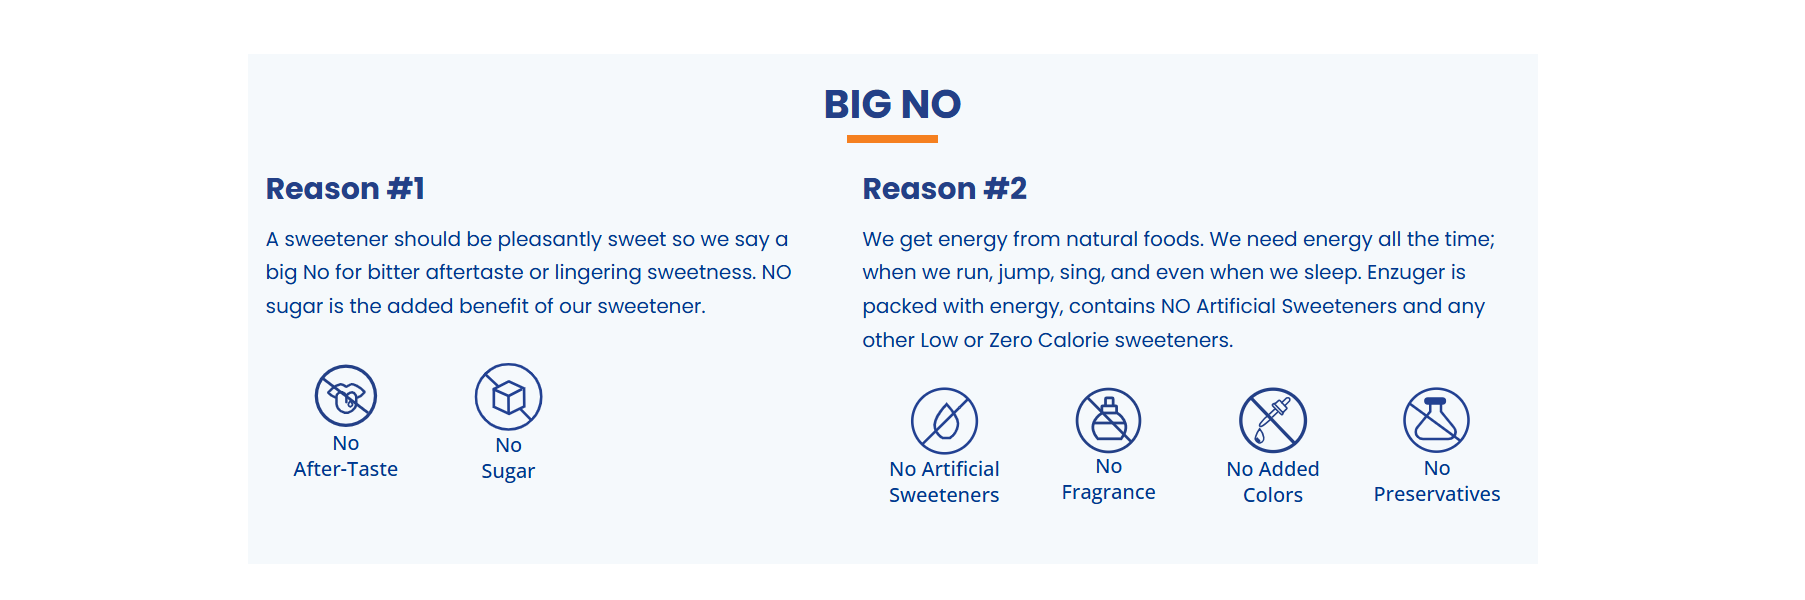 BIG NO
Reason #1
A sweetener should be pleasantly sweet so we say a
big No for bitter aftertaste or lingering sweetness. NO
sugar is the added benefit of our sweetener.
No
After-Taste
No
Sugar
Reason #2
We get energy from natural foods. We need energy all the time;
when we run, jump, sing, and even when we sleep. Enzuger is
packed with energy, contains NO Artificial Sweeteners and any
other Low or Zero Calorie sweeteners.
No Artificial
Sweeteners
No
Fragrance
No Added
Colors
No
Preservatives